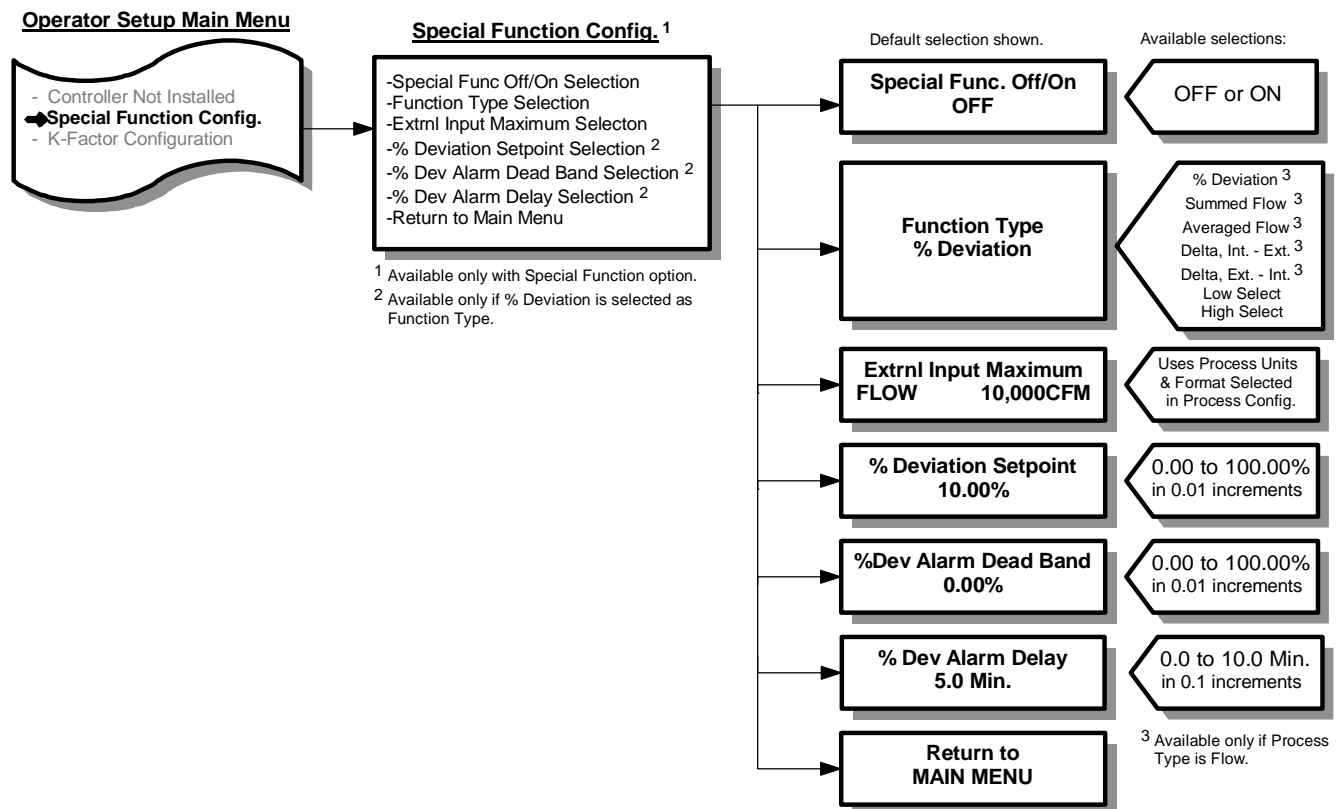 Operator Setup Main Menu
- Controller Not Installed
Special Function Config.
- K-Factor Configuration
Special Function Config. 1
-Special Func Off/On Selection
-Function Type Selection
-Extrnl Input Maximum Selecton
-% Deviation Setpoint Selection 2
-% Dev Alarm Dead Band Selection 2
-% Dev Alarm Delay Selection 2
-Return to Main Menu
1 Available only with Special Function option.
2 Available only if % Deviation is selected as
Function Type.
Default selection shown.
Available selections:
Special Func. Off/On
OFF
OFF or ON
Function Type
% Deviation
% Deviation 3
Summed Flow 3
Averaged Flow 3
Delta, Int. - Ext. 3
Delta, Ext. - Int. 3
Low Select
High Select
Extrnl Input Maximum
FLOW 10,000CFM
Uses Process Units
& Format Selected
in Process Config.
% Deviation Setpoint
10.00%
0.00 to 100.00%
in 0.01 increments
%Dev Alarm Dead Band
0.00%
0.00 to 100.00%
in 0.01 increments
% Dev Alarm Delay
5.0 Min.
0.0 to 10.0 Min.
in 0.1 increments
Return to
MAIN MENU
3 Available only if Process
Type is Flow.